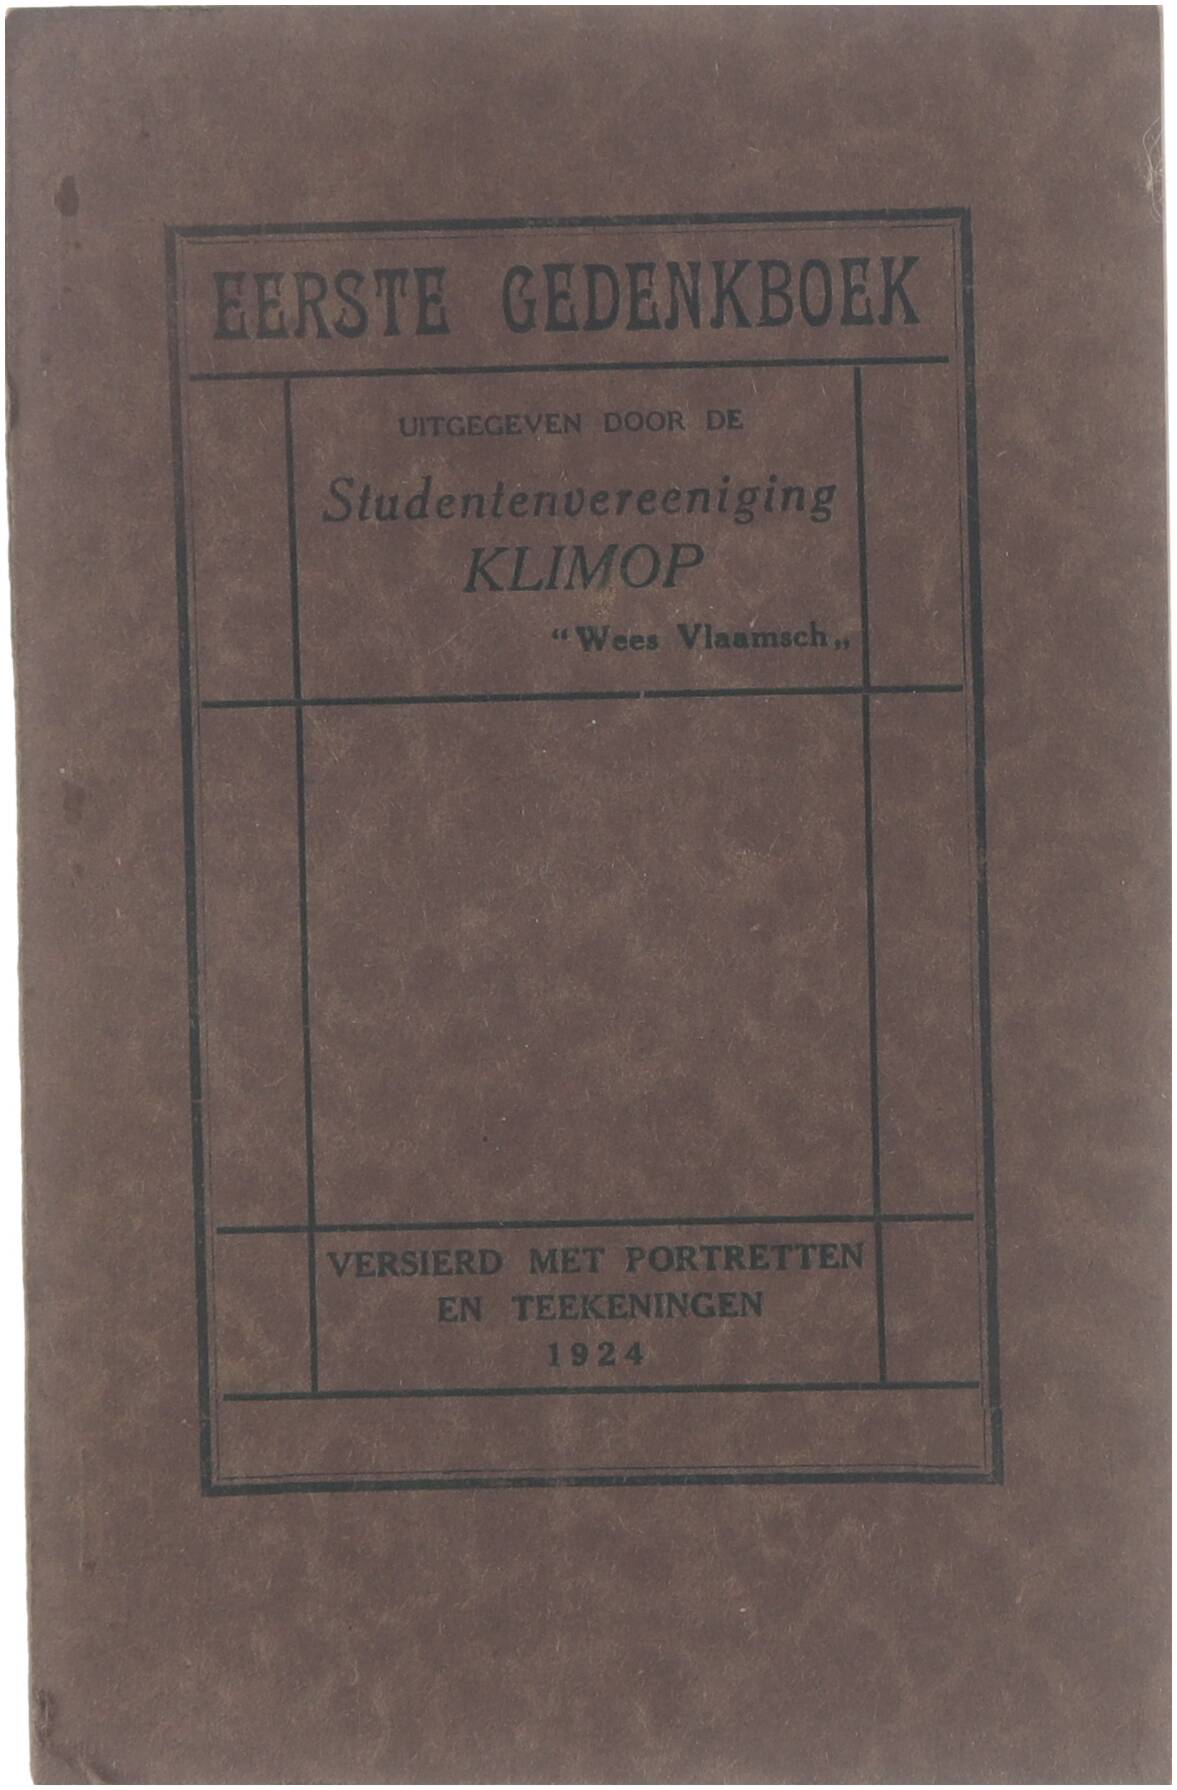 EERSTE GEDENKBOEK
UITGEGEVEN DOOR DE
Studentenvereeniging
KLIMOP
“Wees Vlaamsch„
VERSIERD MET PORTRETTEN
EN TEEKENINGEN
1924